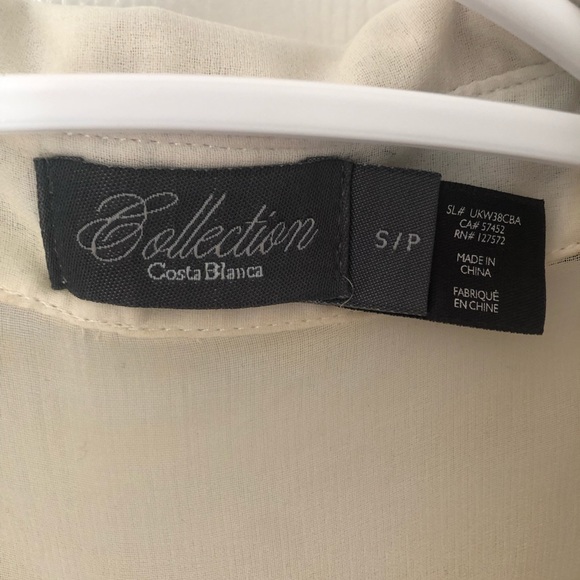 Collection
Costa Blanca
S/P
SL# UKW38CBA
CA# 57452
RN# 127572
MADE IN
CHINA
FABRIQUÉ
EN CHINE